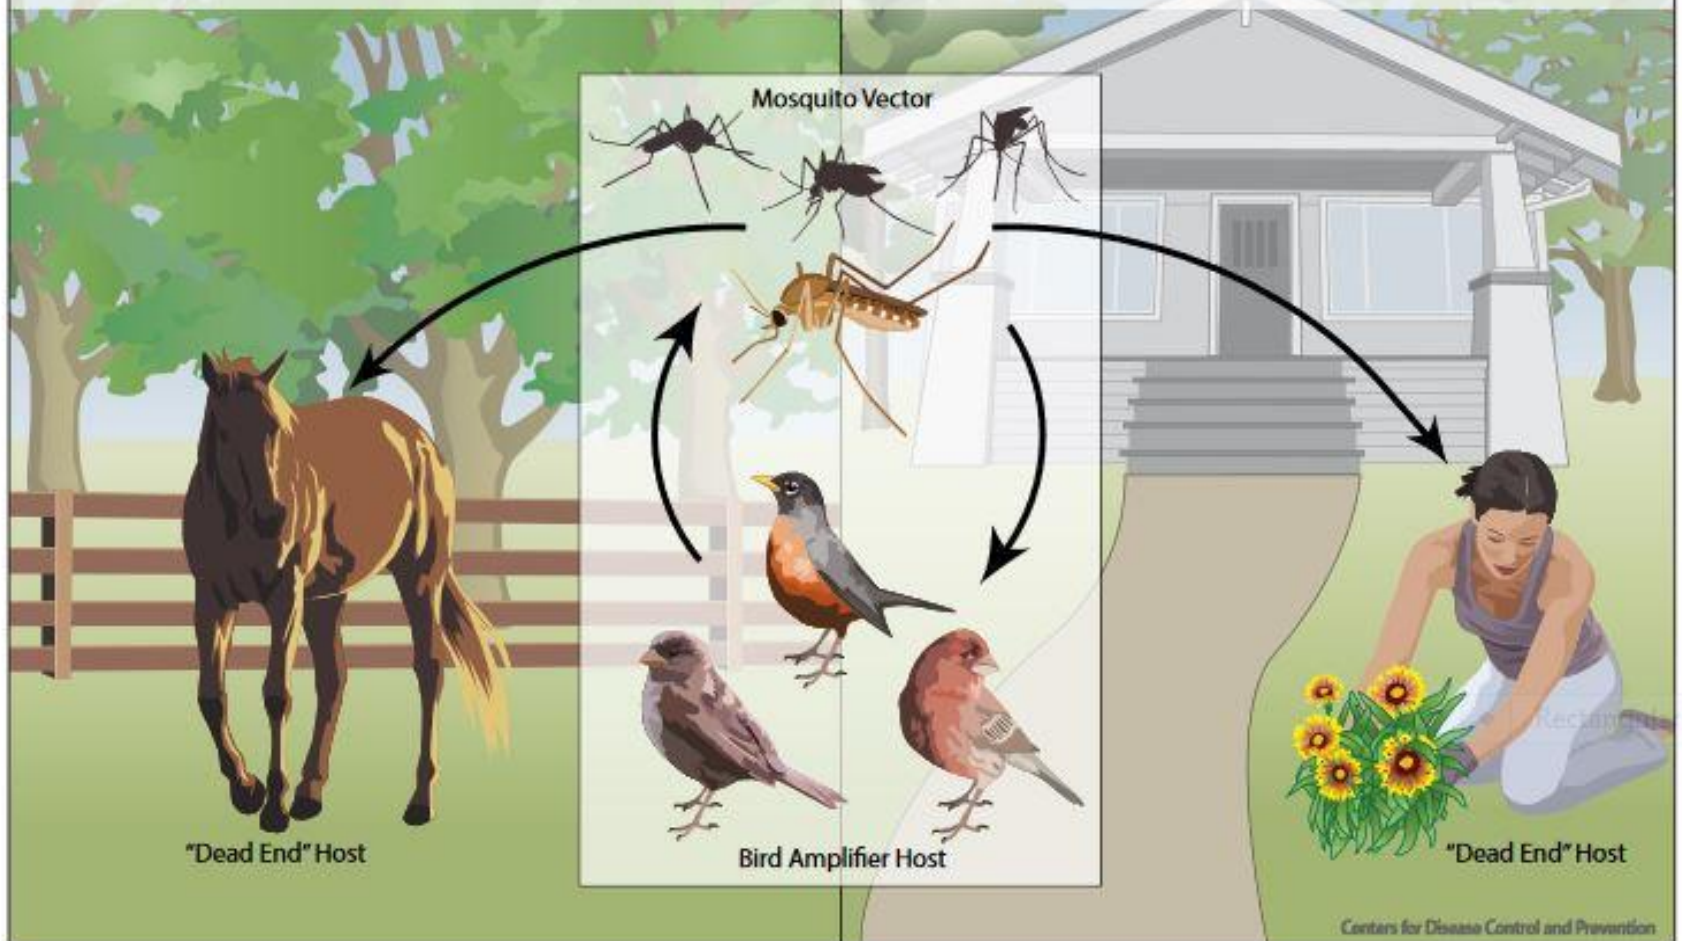 Mosquito Vector
"Dead End" Host
Bird Amplifier Host
"Dead End" Host
Centers for Disease Control and Prevention